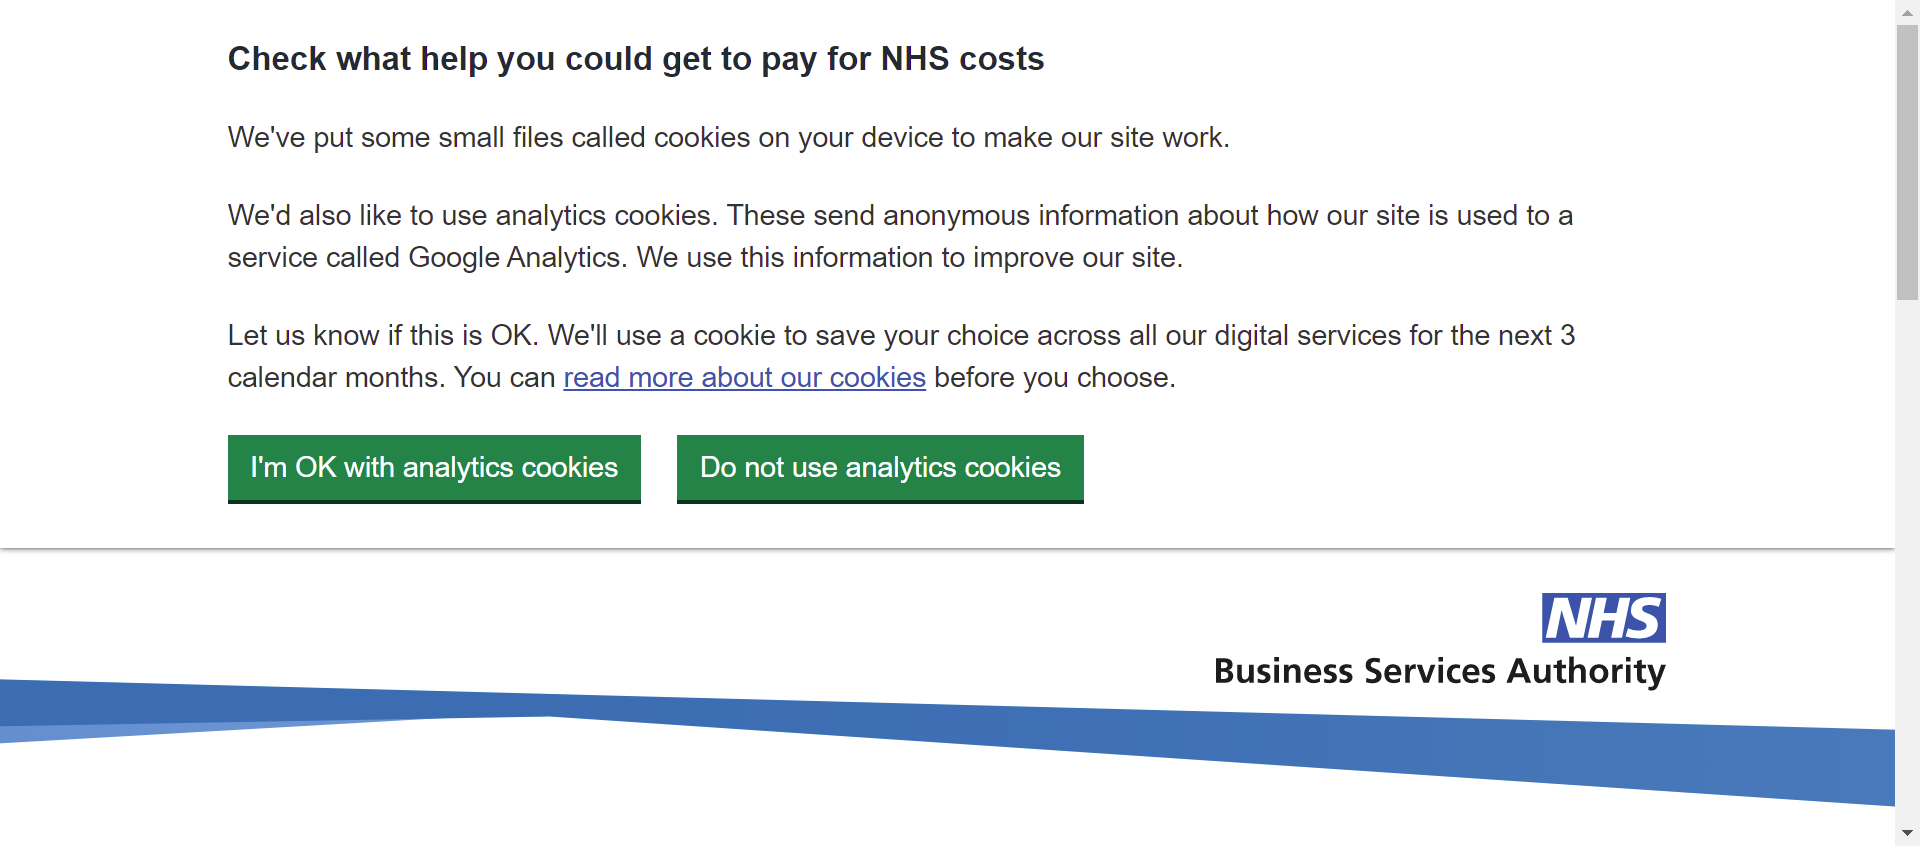 Check what help you could get to pay for NHS costs
We've put some small files called cookies on your device to make our site work.
We'd also like to use analytics cookies. These send anonymous information about how our site is used to a
service called Google Analytics. We use this information to improve our site.
Let us know if this is OK. We'll use a cookie to save your choice across all our digital services for the next 3
calendar months. You can read more about our cookies before you choose.
I'm OK with analytics cookies
Do not use analytics cookies
NHS
Business Services Authority